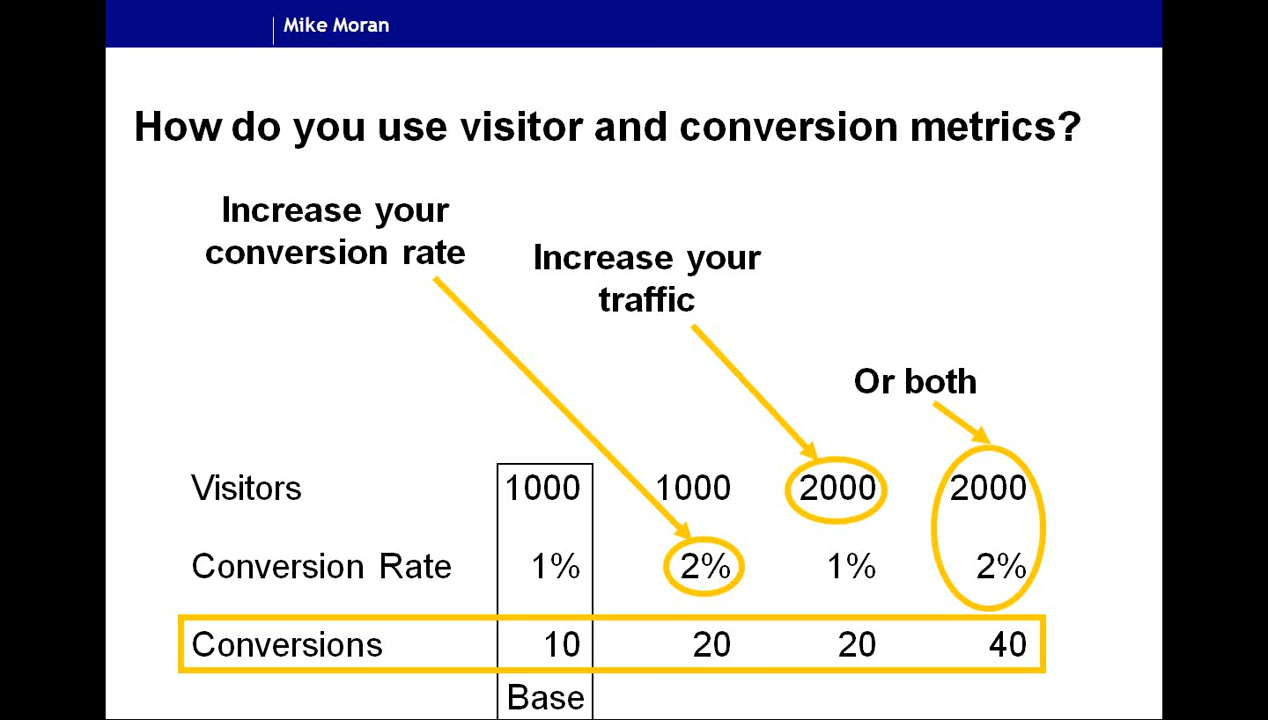 Mike Moran
How do you use visitor and conversion metrics?
Increase your
conversion rate
Increase your
traffic
Or both
Visitors 1000 1000 2000 2000
Conversion Rate 1% 2% 1% 2%
Conversions 10 20 20 40
Base